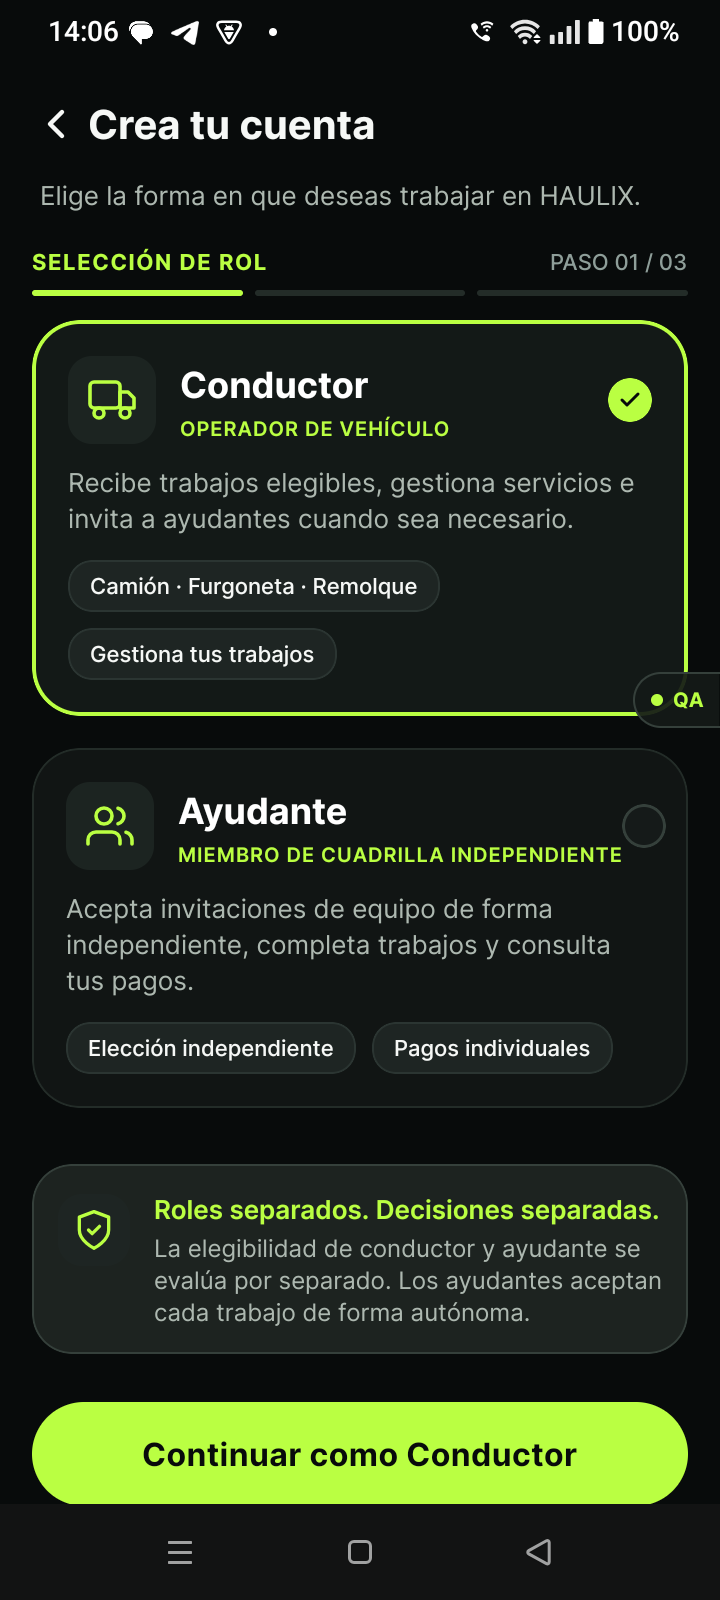 14:06
100%
Crea tu cuenta
Elige la forma en que deseas trabajar en HAULIX.
SELECCIÓN DE ROL
PASO 01 / 03
Conductor
OPERADOR DE VEHÍCULO
Recibe trabajos elegibles, gestiona servicios e
invita a ayudantes cuando sea necesario.
Camión · Furgoneta · Remolque
Gestiona tus trabajos
QA
Ayudante
MIEMBRO DE CUADRILLA INDEPENDIENTE
Acepta invitaciones de equipo de forma
independiente, completa trabajos y consulta
tus pagos.
Elección independiente
Pagos individuales
Roles separados. Decisiones separadas.
La elegibilidad de conductor y ayudante se
evalúa por separado. Los ayudantes aceptan
cada trabajo de forma autónoma.
Continuar como Conductor